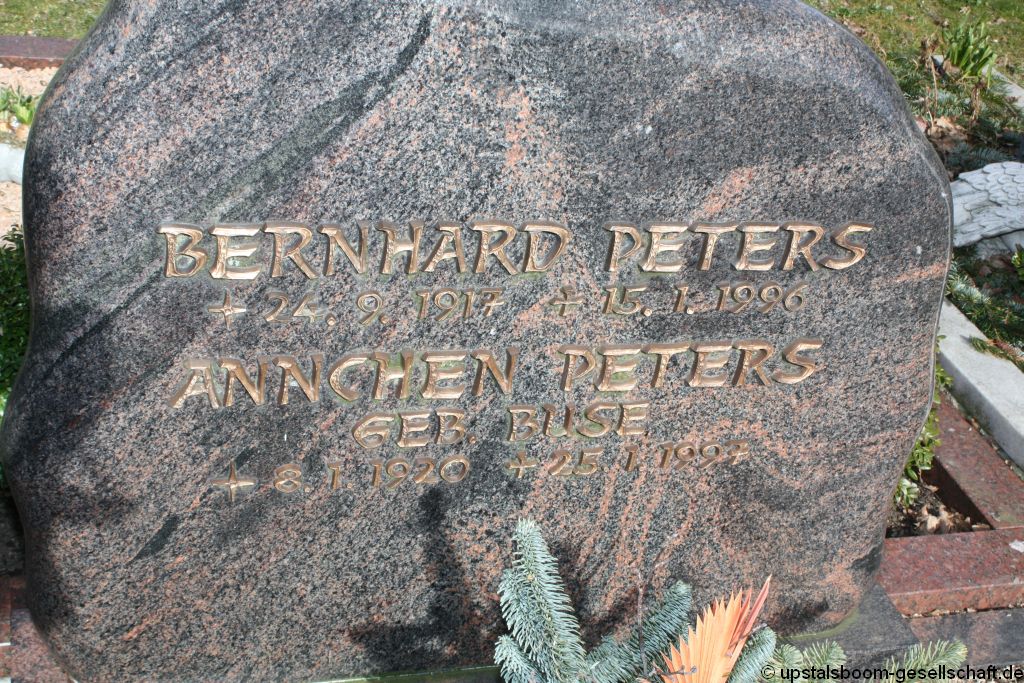 BERNHARD PETERS
✦ 24. 9. 1917 ✝ 15. 1. 1996
ANNCHEN PETERS
GEB. BUSE
✦ 8. 1. 1920 ✝ 25. 1. 1997
upstalsboom-gesellschaft.de